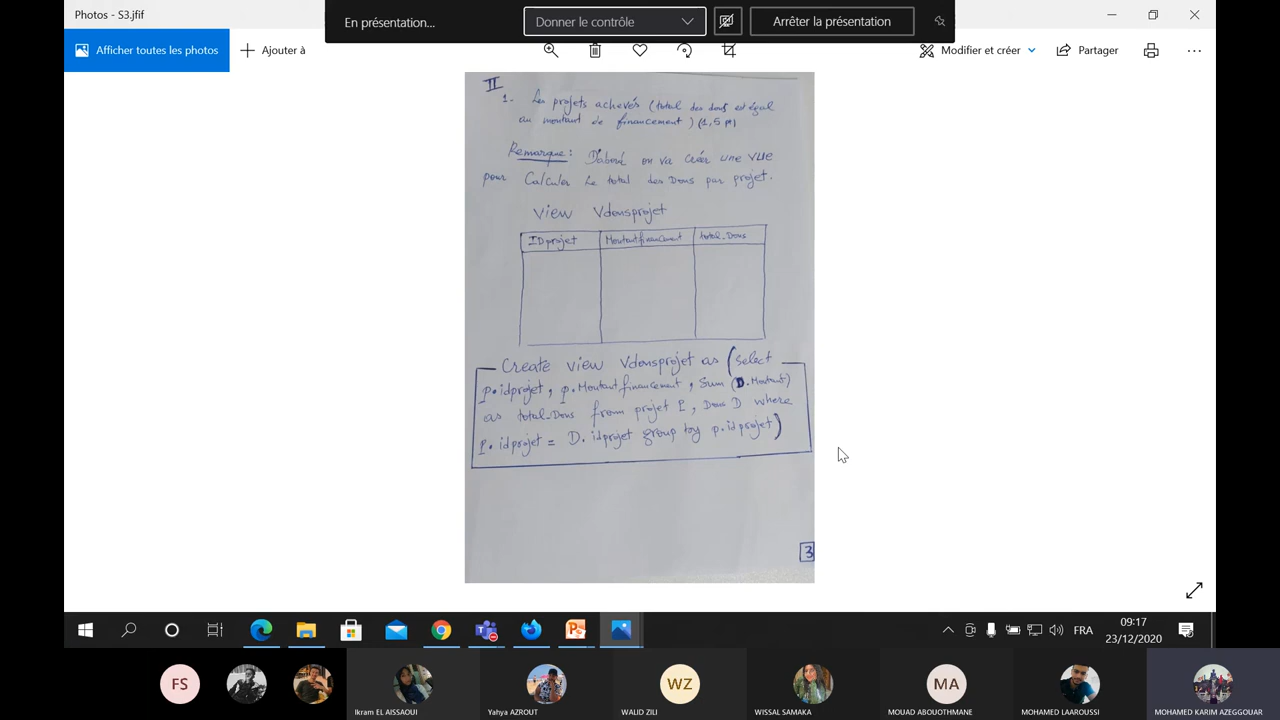 Photos - S3.jfif
En présentation...
Donner le contrôle
Arrêter la présentation
Afficher toutes les photos
Ajouter à
Modifier et créer
Partager
II
1. Les projets achevés (total des dons est égal
au montant de financement) (1,5 pt)
Remarque : D'abord on va créer une vue
pour Calculer le total des Dons par projet.
View Vdonsprojet
IDprojet Montantfinancement total-Dons
Create view Vdonsprojet as (select
p.idprojet, p.Montantfinancement, Sum (D.Montant)
as total-Dons from projet P, Dons D where
P.idprojet = D.idprojet group by p.idprojet)
3
FRA
09:17
23/12/2020
FS
WZ
MA
Ikram EL AISSAOUI
Yahya AZROUT
WALID ZILI
WISSAL SAMAKA
MOUAD ABOUOTHMANE
MOHAMED LAAROUSSI
MOHAMED KARIM AZEGGOUAR